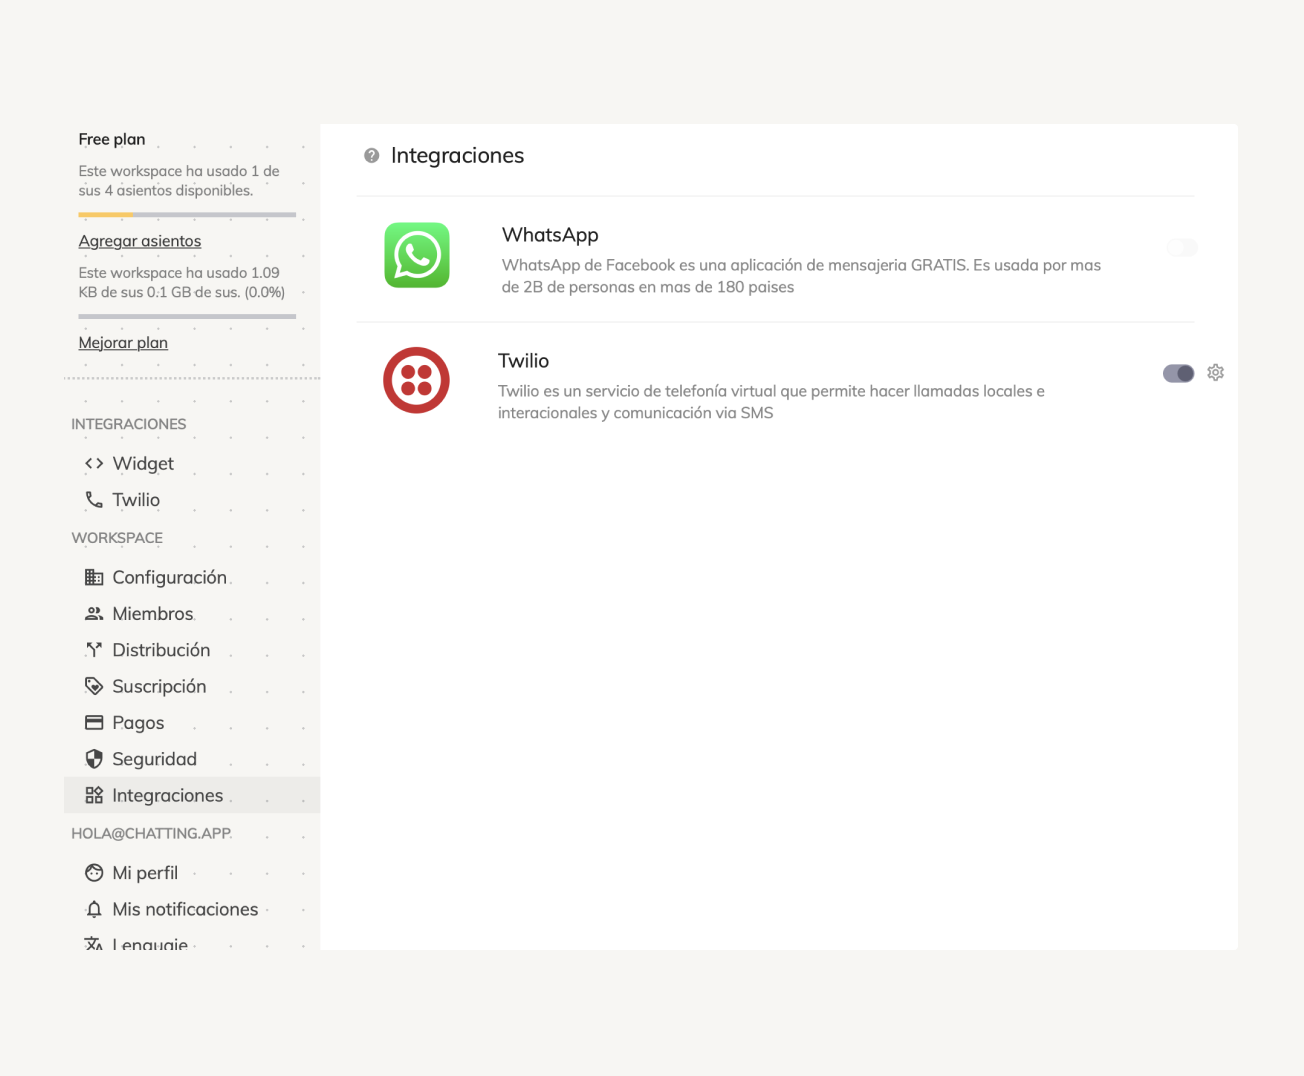 Free plan
Este workspace ha usado 1 de
sus 4 asientos disponibles.
Agregar asientos
Este workspace ha usado 1.09
KB de sus 0.1 GB de sus. (0.0%)
Mejorar plan
INTEGRACIONES
Widget
Twilio
WORKSPACE
Configuración
Miembros
Distribución
Suscripción
Pagos
Seguridad
Integraciones
HOLA@CHATTING.APP
Mi perfil
Mis notificaciones
Lenguaje
Integraciones
WhatsApp
WhatsApp de Facebook es una aplicación de mensajeria GRATIS. Es usada por mas
de 2B de personas en mas de 180 paises
Twilio
Twilio es un servicio de telefonía virtual que permite hacer llamadas locales e
interacionales y comunicación via SMS